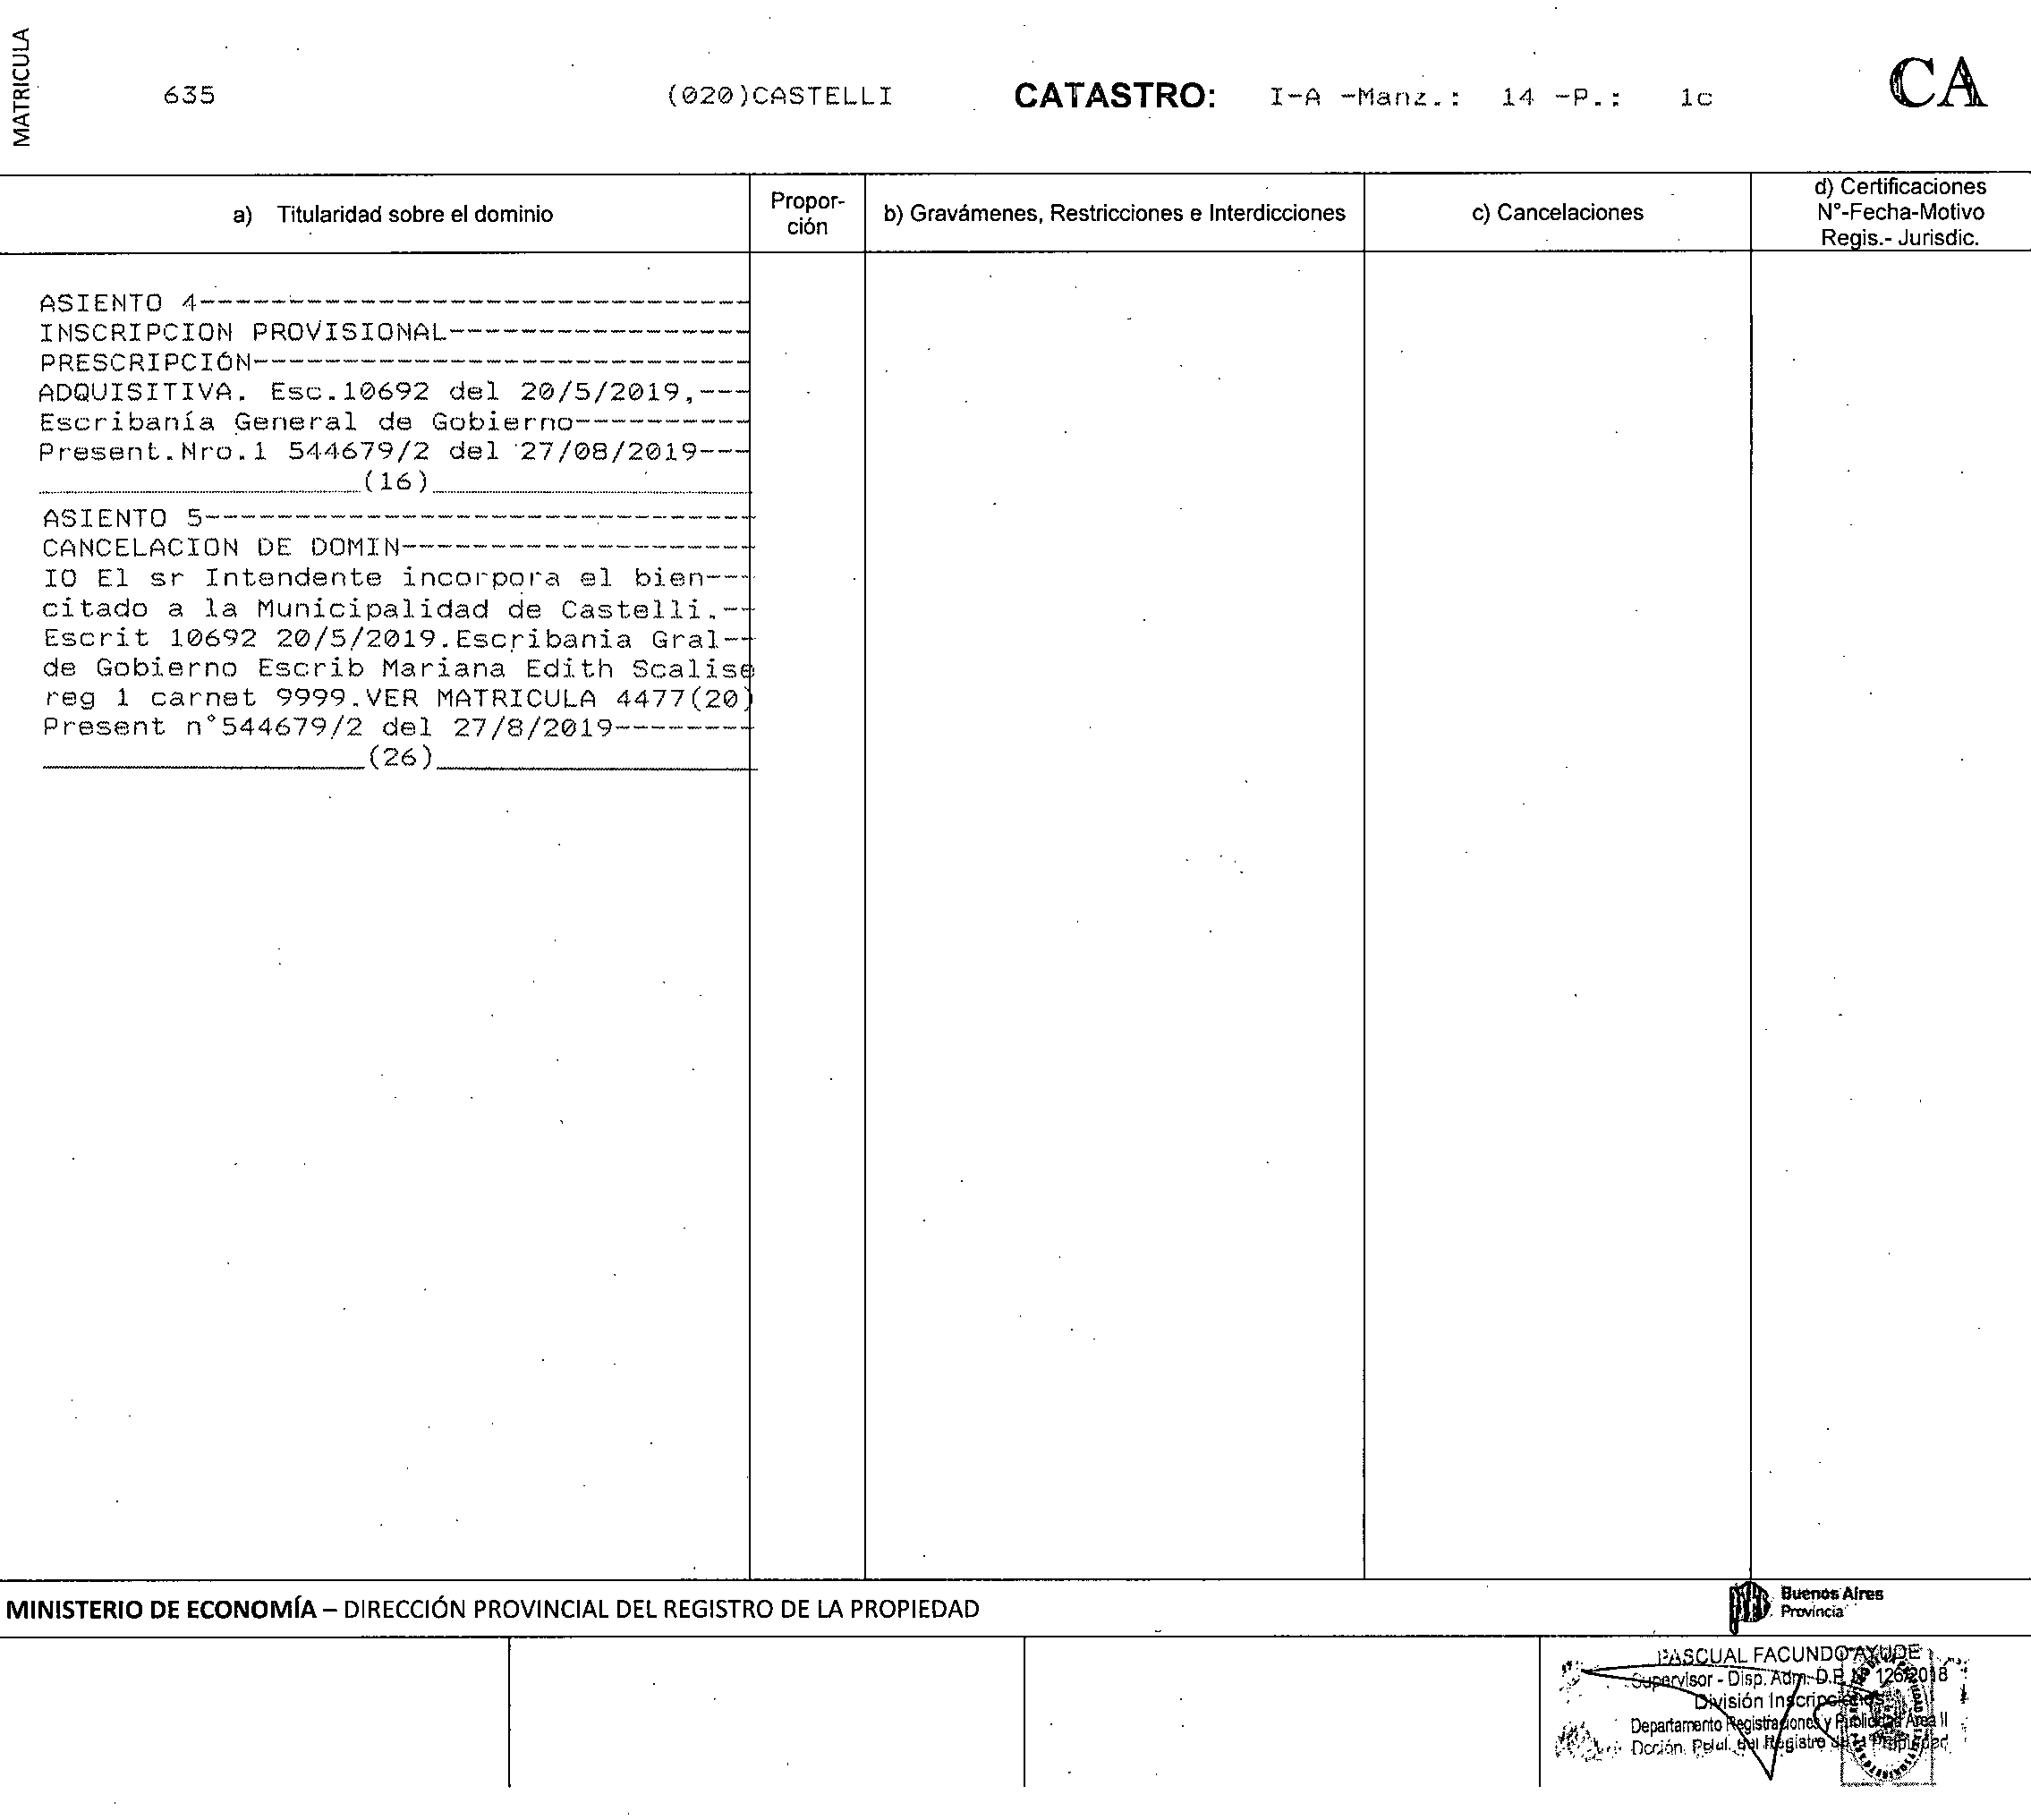 MATRICULA
635 (020)CASTELLI CATASTRO: I-A -Manz.: 14 -P.: 1c CA
a) Titularidad sobre el dominio
Propor-
ción
b) Gravámenes, Restricciones e Interdicciones
c) Cancelaciones
d) Certificaciones
N°-Fecha-Motivo
Regis.- Jurisdic.
ASIENTO 4-------------------------------
INSCRIPCION PROVISIONAL-----------------
PRESCRIPCIÓN----------------------------
ADQUISITIVA. Esc.10692 del 20/5/2019,---
Escribanía General de Gobierno----------
Present.Nro.1 544679/2 del 27/08/2019---
(16)
ASIENTO 5-------------------------------
CANCELACION DE DOMIN--------------------
IO El sr Intendente incorpora el bien---
citado a la Municipalidad de Castelli.--
Escrit 10692 20/5/2019.Escribania Gral--
de Gobierno Escrib Mariana Edith Scalise
reg 1 carnet 9999.VER MATRICULA 4477(20)
Present n°544679/2 del 27/8/2019--------
(26)
MINISTERIO DE ECONOMÍA – DIRECCIÓN PROVINCIAL DEL REGISTRO DE LA PROPIEDAD
Buenos Aires
Provincia
PASCUAL FACUNDO AYUDE
Supervisor - Disp. Adm. D.P. 126/2018
División Inscripciones
Departamento Registraciones y Publicidad Area II
Registro